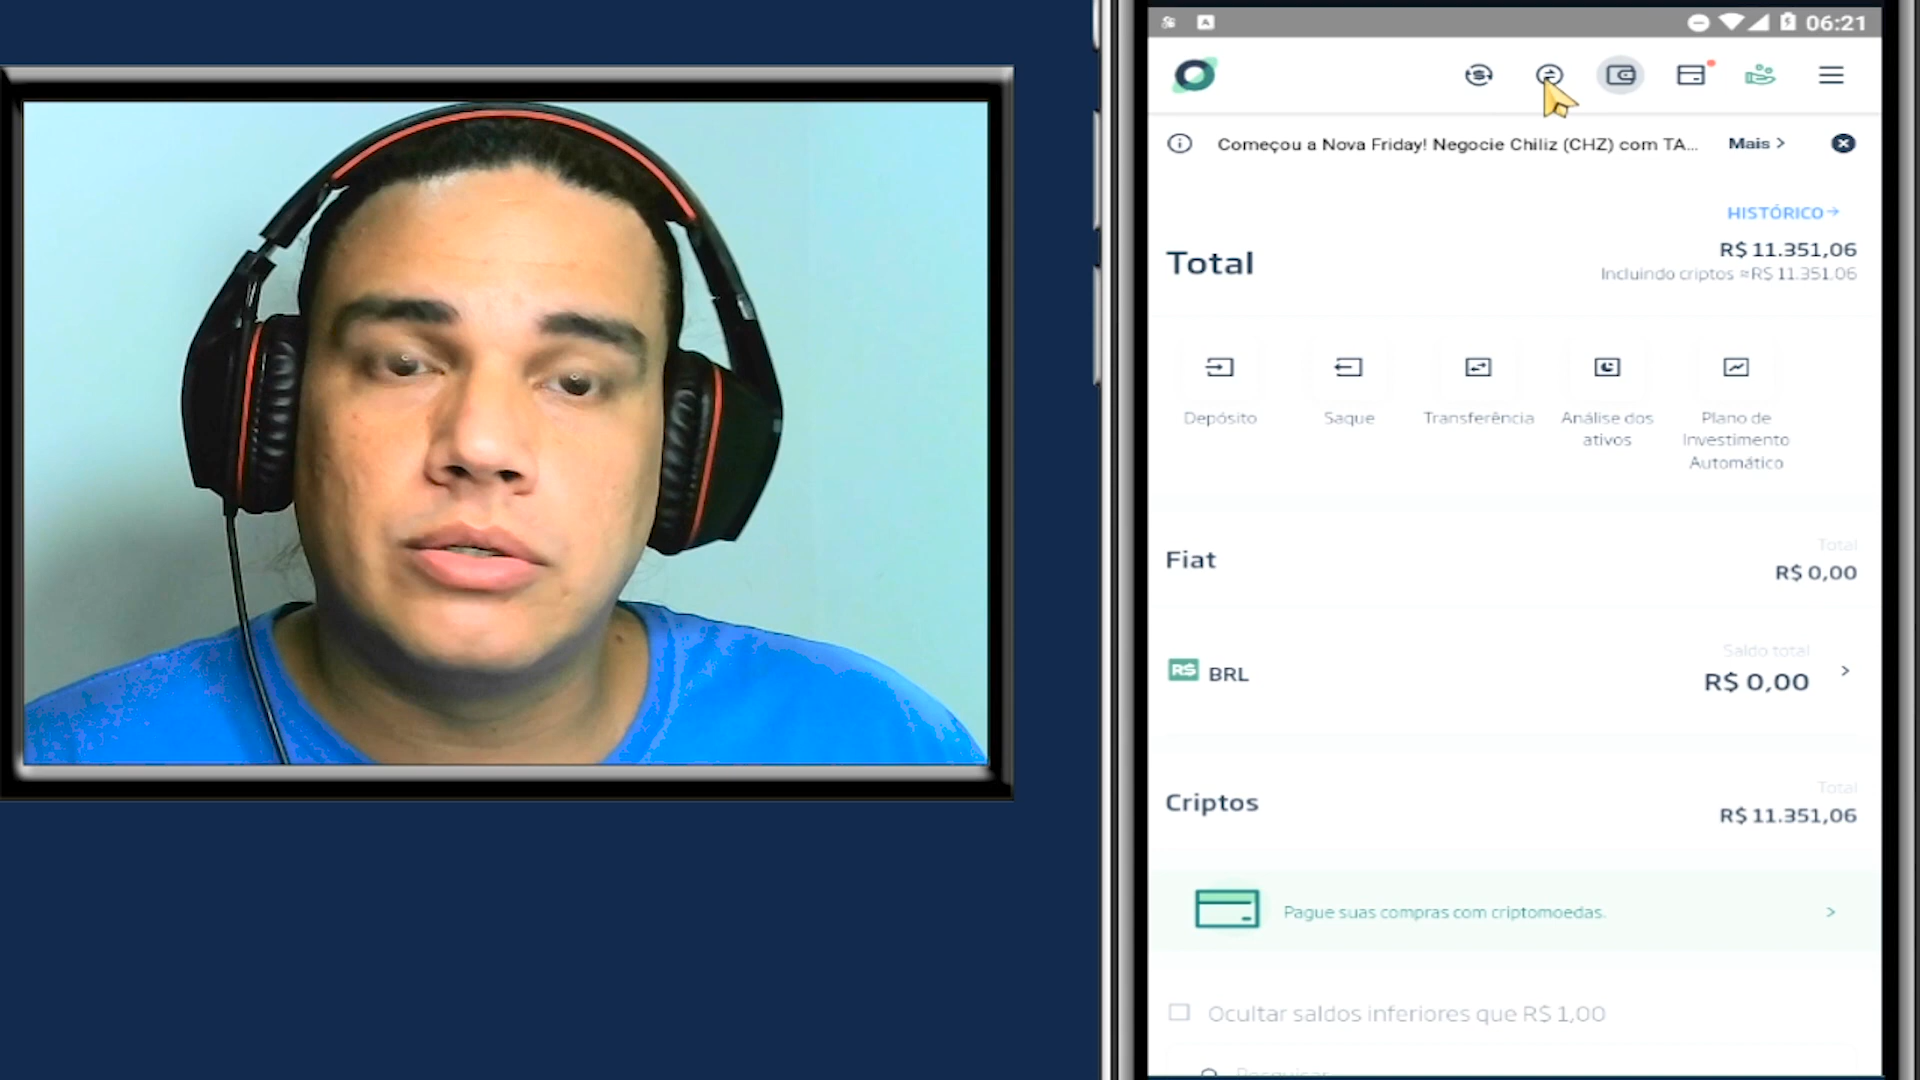 06:21
Começou a Nova Friday! Negocie Chiliz (CHZ) com TA... Mais >
HISTÓRICO→
Total
R$ 11.351,06
Incluindo criptos ≈R$ 11.351.06
Depósito
Saque
Transferência
Análise dos
ativos
Plano de
Investimento
Automático
Fiat
Total
R$ 0,00
R$ BRL
Saldo total
R$ 0,00 >
Criptos
Total
R$ 11.351,06
Pague suas compras com criptomoedas. >
Ocultar saldos inferiores que R$ 1,00
Pesquisar